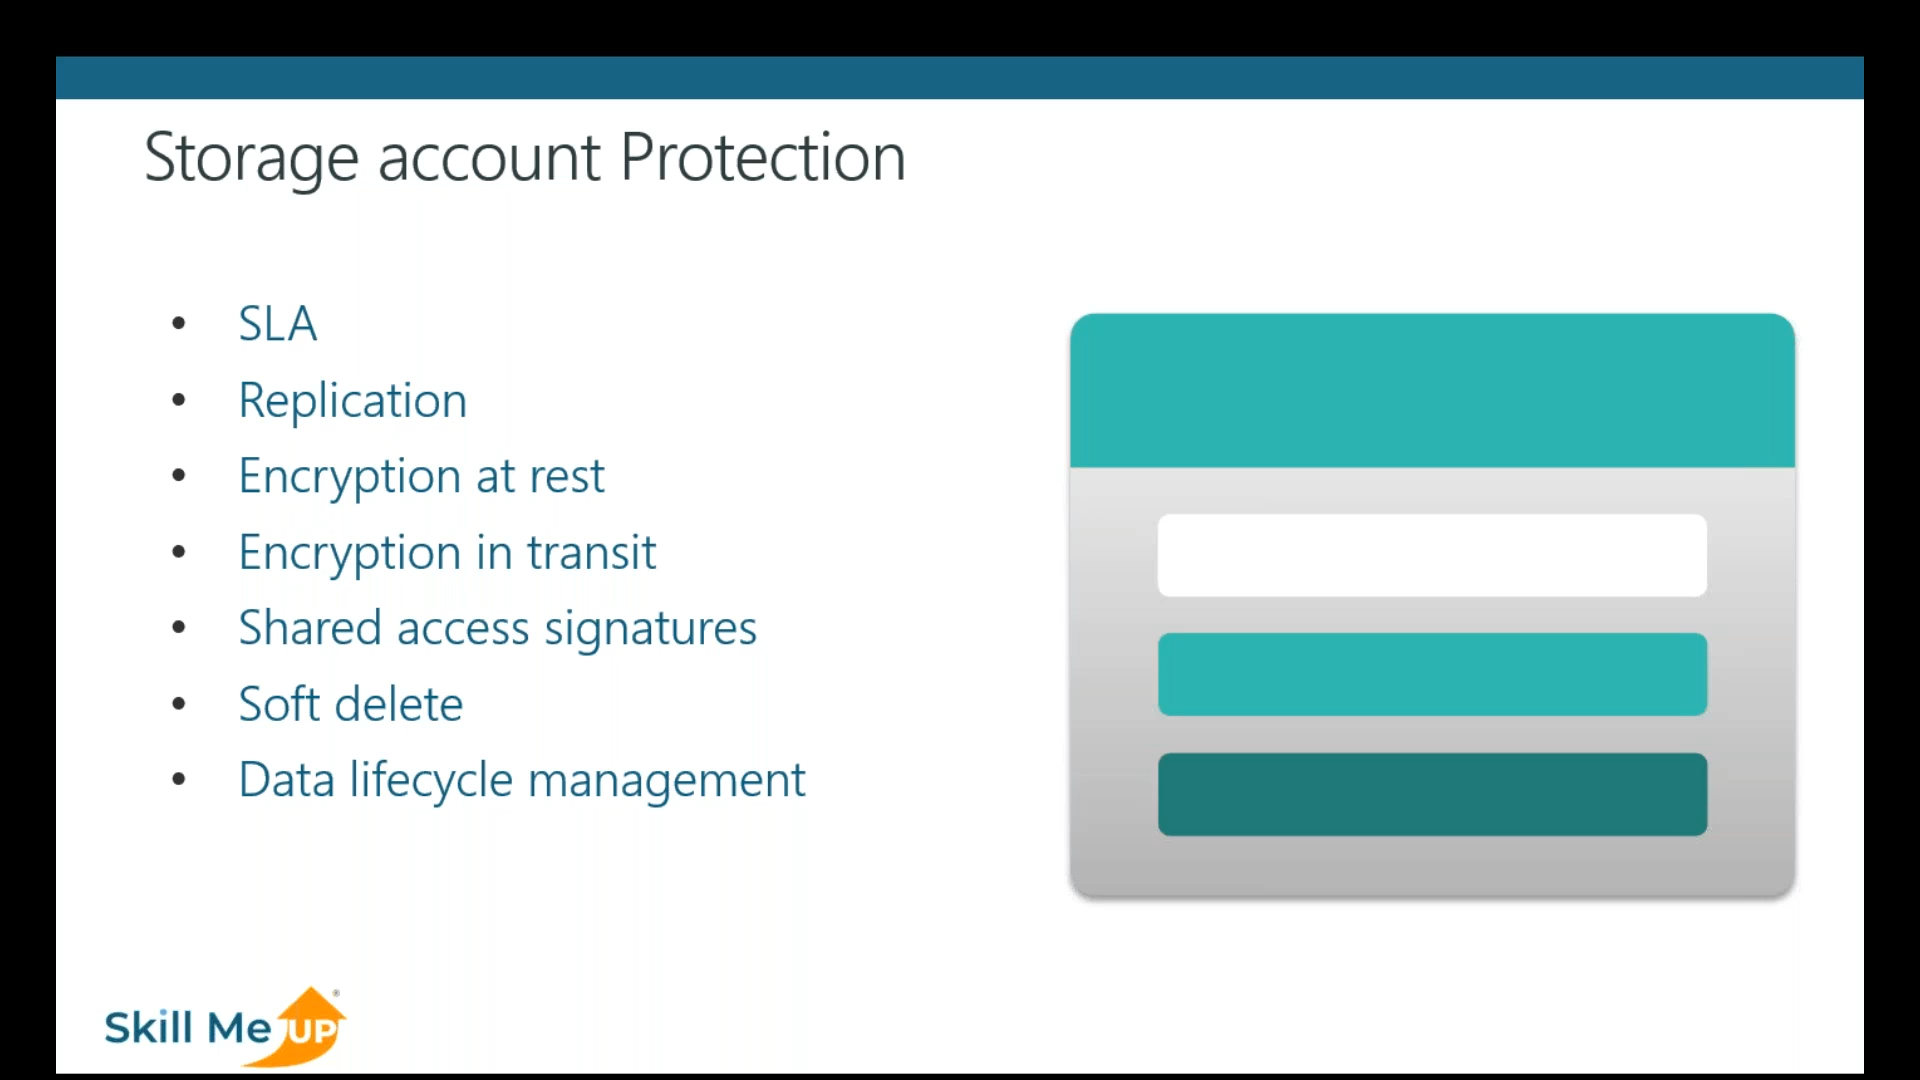 Storage account Protection
• SLA
• Replication
• Encryption at rest
• Encryption in transit
• Shared access signatures
• Soft delete
• Data lifecycle management
Skill Me UP®